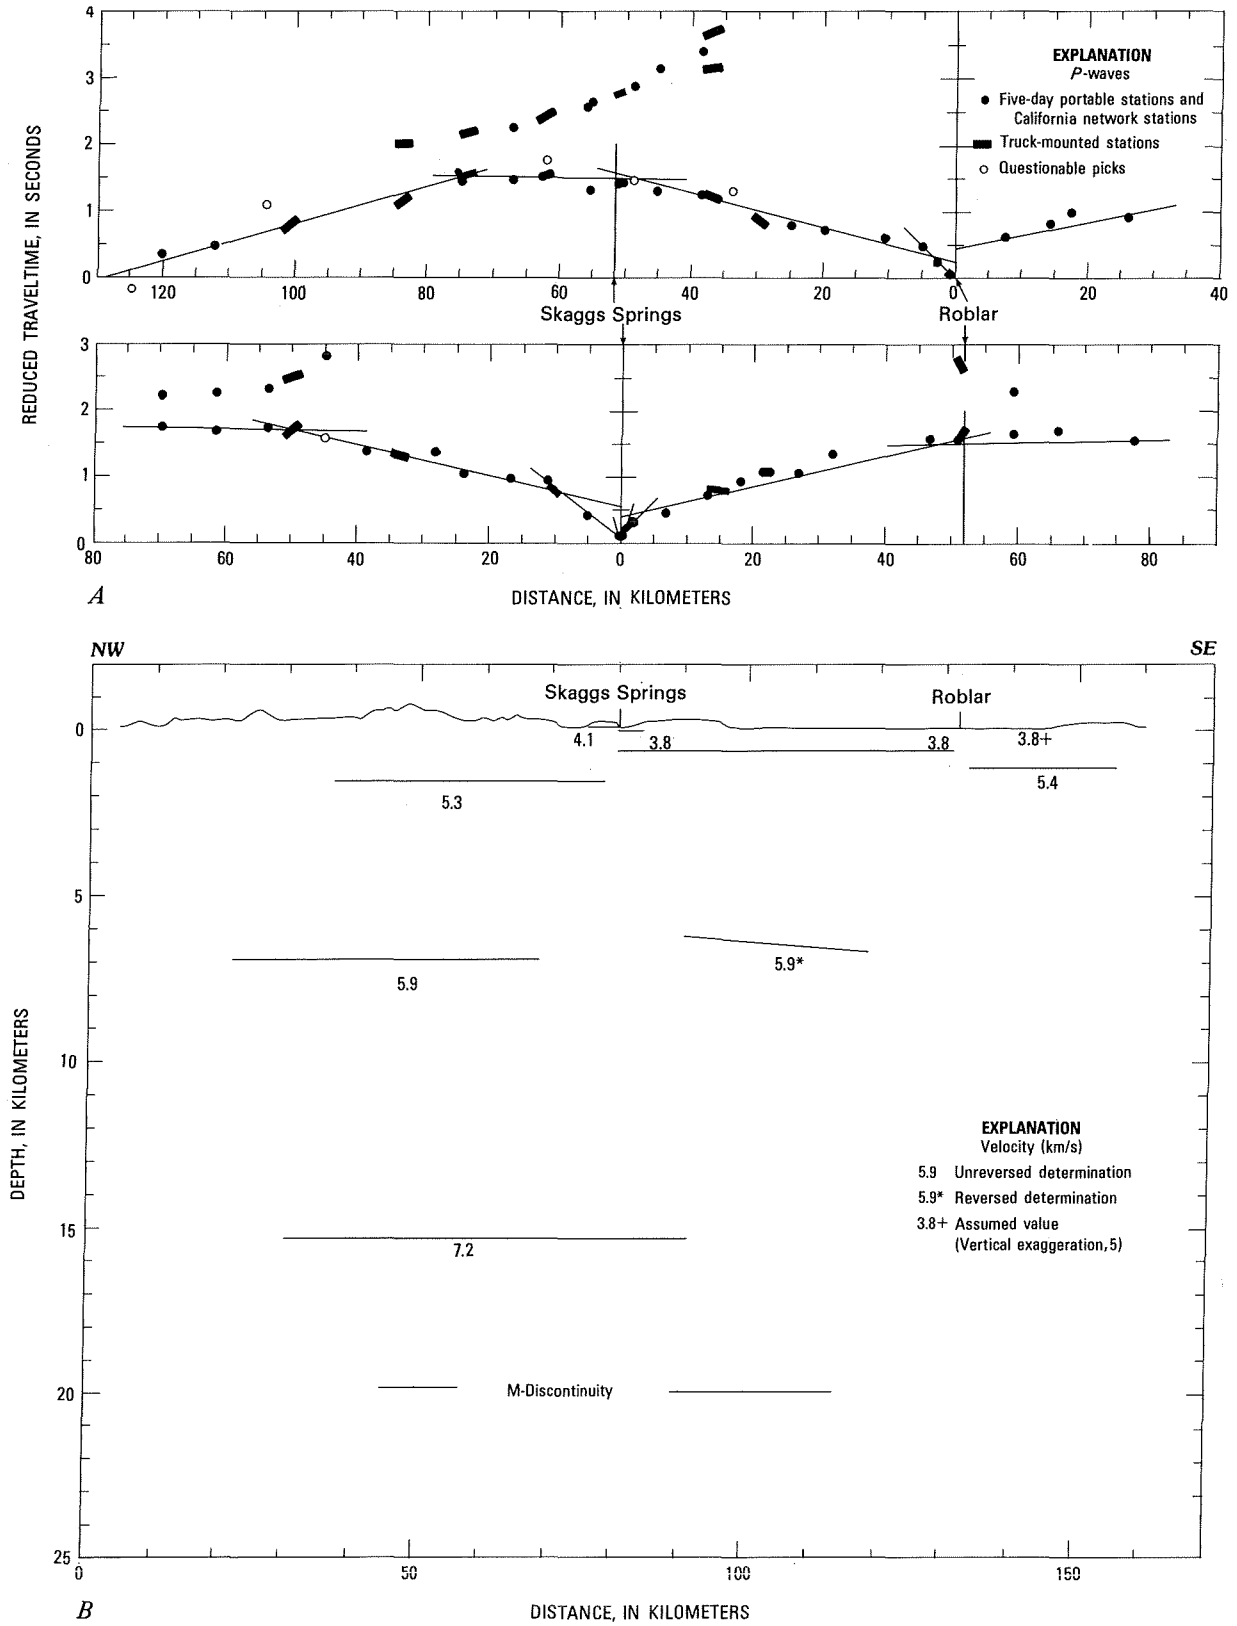 4
3
2
1
0
REDUCED TRAVELTIME, IN SECONDS
EXPLANATION
P-waves
Five-day portable stations and
California network stations
Truck-mounted stations
Questionable picks
120 100 80 60 40 20 0 20 40
Skaggs Springs Roblar
3
2
1
0
80 60 40 20 0 20 40 60 80
A DISTANCE, IN KILOMETERS
NW SE
Skaggs Springs Roblar
0
4.1 3.8 3.8 3.8+
5.3 5.4
5
5.9 5.9*
DEPTH, IN KILOMETERS
10
EXPLANATION
Velocity (km/s)
5.9 Unreversed determination
5.9* Reversed determination
3.8+ Assumed value
(Vertical exaggeration, 5)
15
7.2
20
M-Discontinuity
25
0 50 100 150
B DISTANCE, IN KILOMETERS